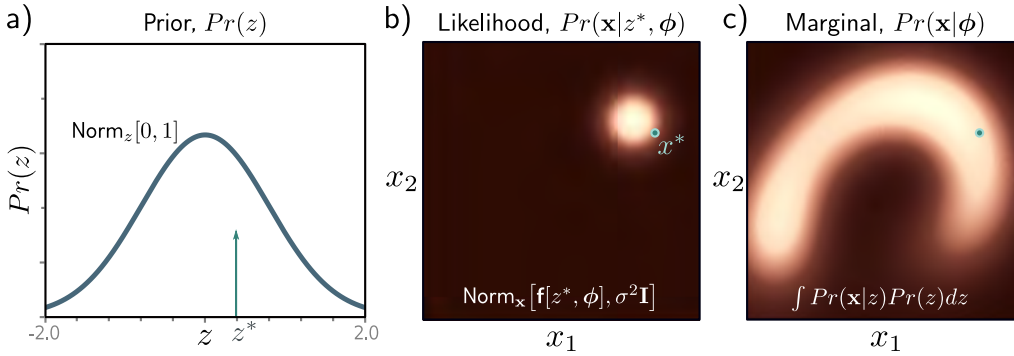 a) Prior, Pr(z)
Pr(z)
Norm_z[0, 1]
-2.0 z z* 2.0
b) Likelihood, Pr(𝐱|z*, ϕ)
x₂
x*
Norm_𝐱[𝐟[z*, ϕ], σ²𝐈]
x₁
c) Marginal, Pr(𝐱|ϕ)
x₂
∫ Pr(𝐱|z)Pr(z)dz
x₁